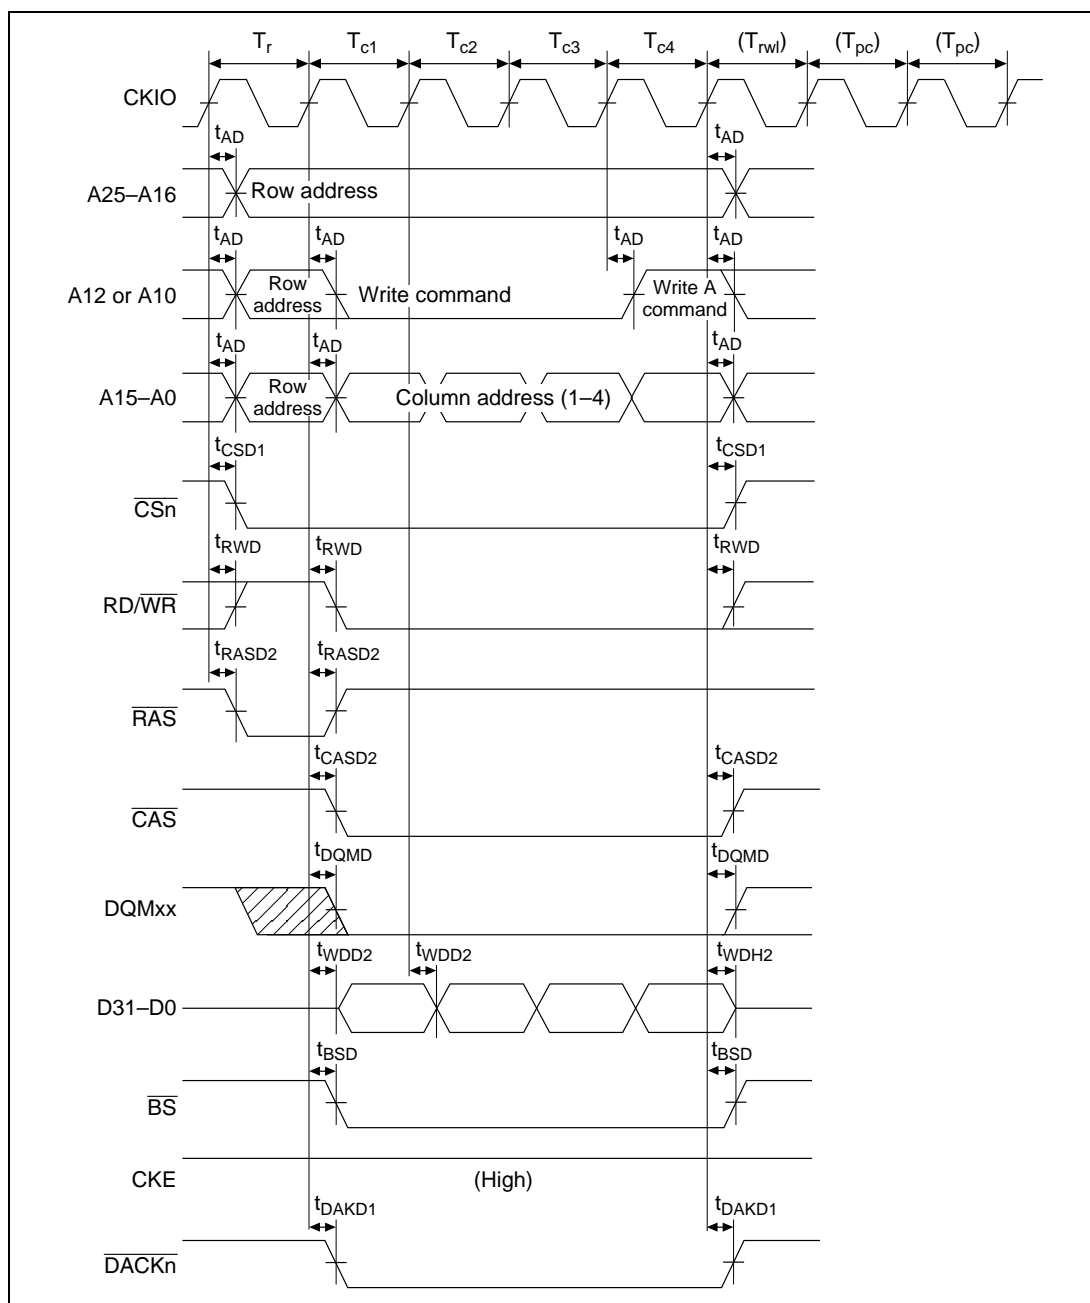 Tr Tc1 Tc2 Tc3 Tc4 (Trwl) (Tpc) (Tpc)
CKIO
tAD tAD
A25–A16 Row address
tAD tAD tAD tAD
A12 or A10 Row address Write command Write A command
tAD tAD tAD
A15–A0 Row address Column address (1–4)
tCSD1 tCSD1
CSn
tRWD tRWD tRWD
RD/WR
tRASD2 tRASD2
RAS
tCASD2 tCASD2
CAS
tDQMD tDQMD
DQMxx
tWDD2 tWDD2 tWDH2
D31–D0
tBSD tBSD
BS
CKE (High)
tDAKD1 tDAKD1
DACKn